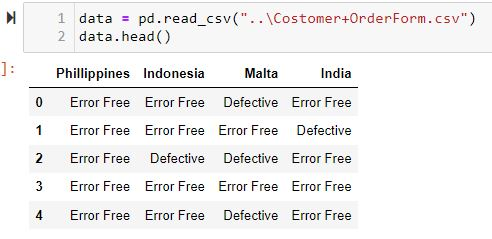 1 data = pd.read_csv("..\Costomer+OrderForm.csv")
2 data.head()
]:
Phillippines Indonesia Malta India
0 Error Free Error Free Defective Error Free
1 Error Free Error Free Error Free Defective
2 Error Free Defective Defective Error Free
3 Error Free Error Free Error Free Error Free
4 Error Free Error Free Defective Error Free